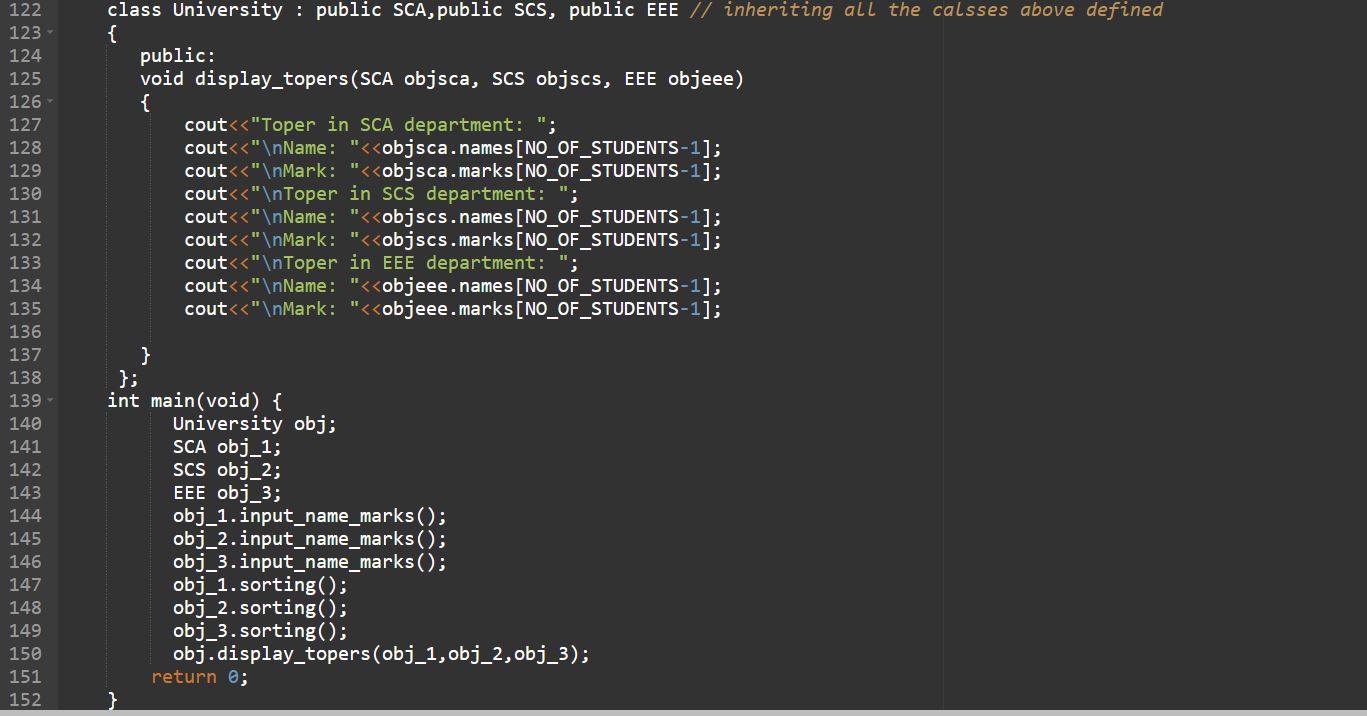 122 class University : public SCA,public SCS, public EEE // inheriting all the calsses above defined
123 {
124 public:
125 void display_topers(SCA objsca, SCS objscs, EEE objeee)
126 {
127 cout<<"Toper in SCA department: ";
128 cout<<"\nName: "<<objsca.names[NO_OF_STUDENTS-1];
129 cout<<"\nMark: "<<objsca.marks[NO_OF_STUDENTS-1];
130 cout<<"\nToper in SCS department: ";
131 cout<<"\nName: "<<objscs.names[NO_OF_STUDENTS-1];
132 cout<<"\nMark: "<<objscs.marks[NO_OF_STUDENTS-1];
133 cout<<"\nToper in EEE department: ";
134 cout<<"\nName: "<<objeee.names[NO_OF_STUDENTS-1];
135 cout<<"\nMark: "<<objeee.marks[NO_OF_STUDENTS-1];
136
137 }
138 };
139 int main(void) {
140 University obj;
141 SCA obj_1;
142 SCS obj_2;
143 EEE obj_3;
144 obj_1.input_name_marks();
145 obj_2.input_name_marks();
146 obj_3.input_name_marks();
147 obj_1.sorting();
148 obj_2.sorting();
149 obj_3.sorting();
150 obj.display_topers(obj_1,obj_2,obj_3);
151 return 0;
152 }